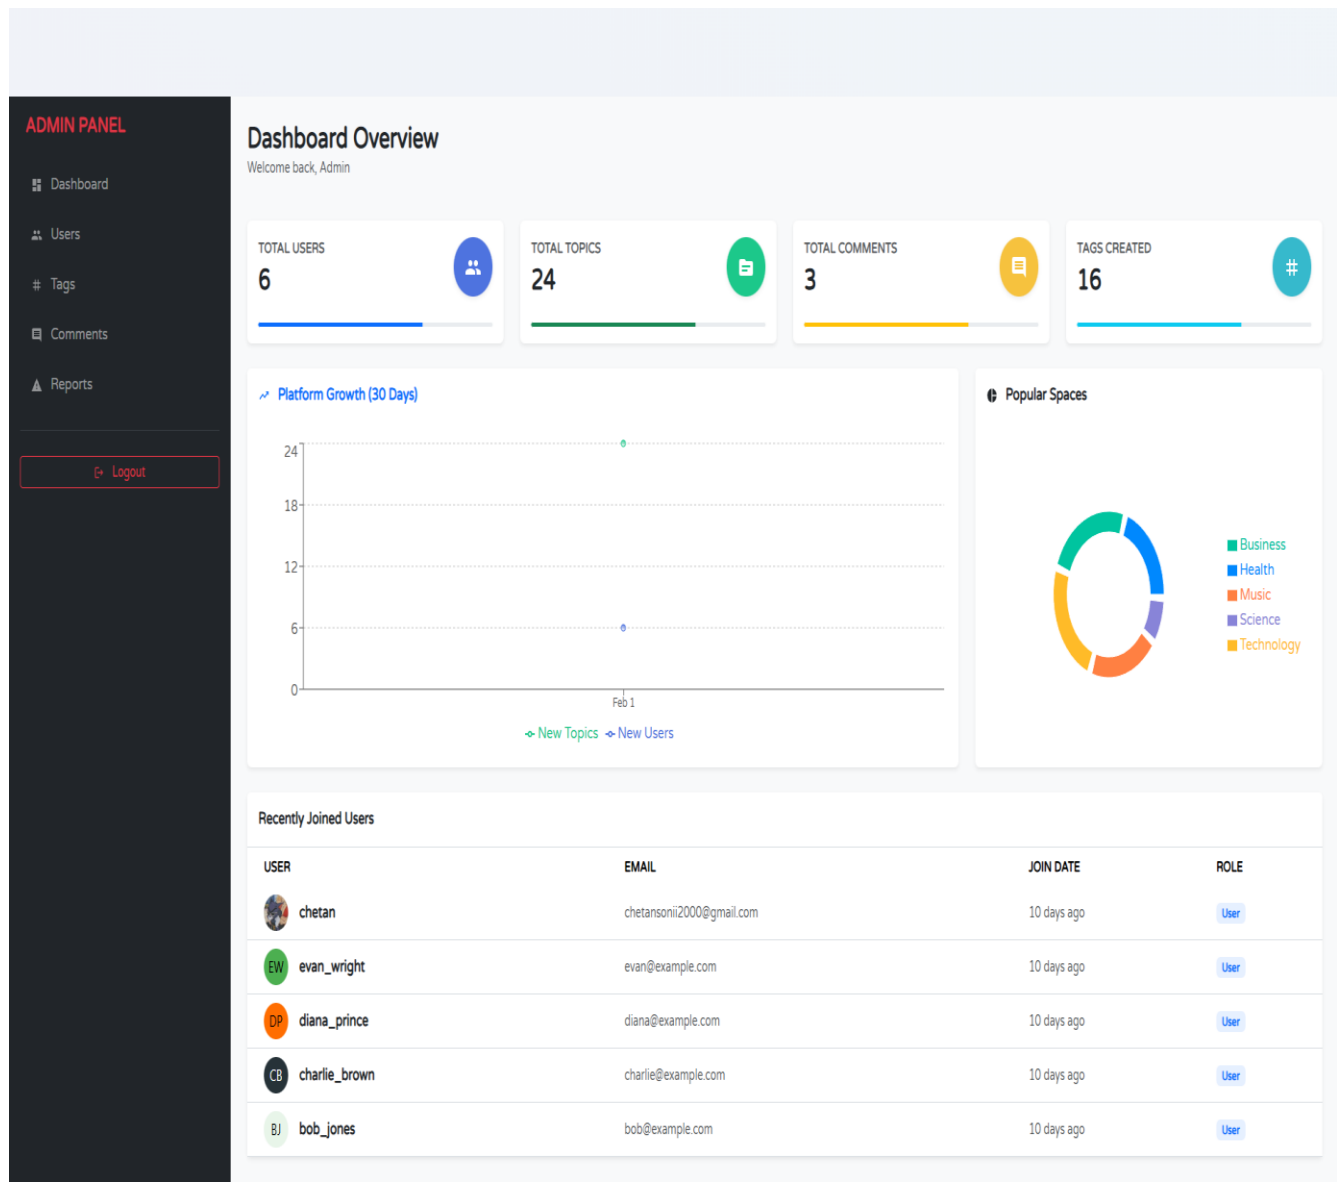 ADMIN PANEL
Dashboard
Users
Tags
Comments
Reports
Logout
Dashboard Overview
Welcome back, Admin
TOTAL USERS
6
TOTAL TOPICS
24
TOTAL COMMENTS
3
TAGS CREATED
16
Platform Growth (30 Days)
24
18
12
6
0
Feb 1
New Topics New Users
Popular Spaces
Business
Health
Music
Science
Technology
Recently Joined Users
USER EMAIL JOIN DATE ROLE
chetan chetansonii2000@gmail.com 10 days ago User
EW evan_wright evan@example.com 10 days ago User
DP diana_prince diana@example.com 10 days ago User
CB charlie_brown charlie@example.com 10 days ago User
BJ bob_jones bob@example.com 10 days ago User